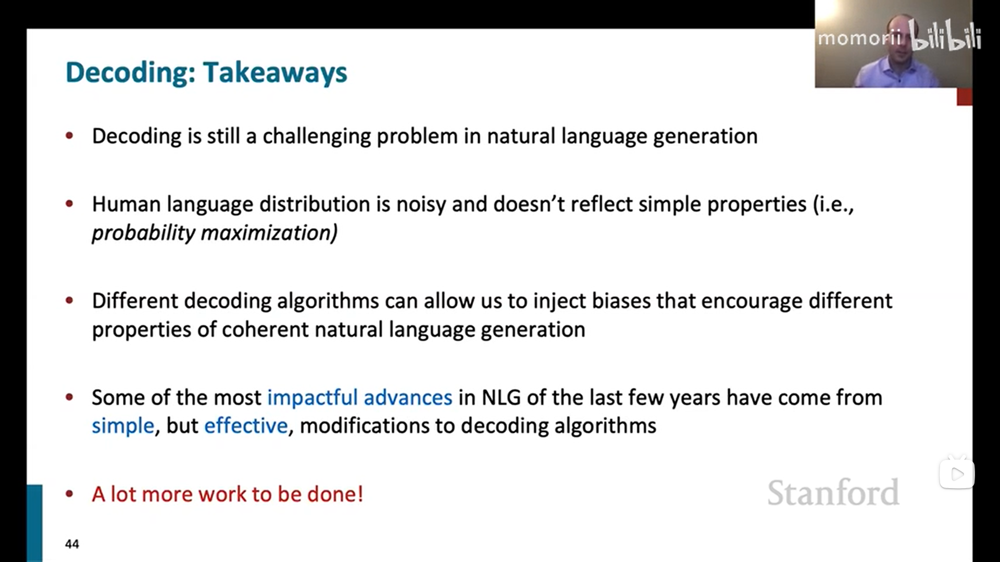 momorii bilibili
Decoding: Takeaways
• Decoding is still a challenging problem in natural language generation
• Human language distribution is noisy and doesn’t reflect simple properties (i.e.,
probability maximization)
• Different decoding algorithms can allow us to inject biases that encourage different
properties of coherent natural language generation
• Some of the most impactful advances in NLG of the last few years have come from
simple, but effective, modifications to decoding algorithms
• A lot more work to be done!
Stanford
44